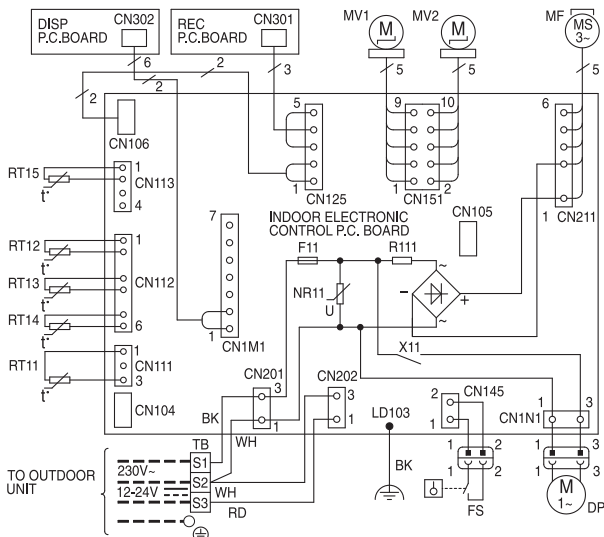 DISP
P.C.BOARD
CN302
REC
P.C.BOARD
CN301
MV1
M
MV2
M
MF
MS
3~
6
2
2
3
5
5
5
2
CN106
5
1
CN125
9
10
1
2
CN151
6
1
CN211
RT15
t°
1
4
CN113
7
1
CN1M1
INDOOR ELECTRONIC
CONTROL P.C. BOARD
CN105
RT12
t°
RT13
t°
RT14
t°
1
6
CN112
F11
R111
NR11
U
~
~
-
+
X11
RT11
t°
1
3
CN111
CN104
CN201
3
1
CN202
3
1
2
1
CN145
LD103
1
3
CN1N1
BK
WH
TB
S1
S2
S3
TO OUTDOOR
UNIT
230V~
12-24V
WH
RD
BK
1
2
1
2
FS
1
3
1
3
M
1~
DP